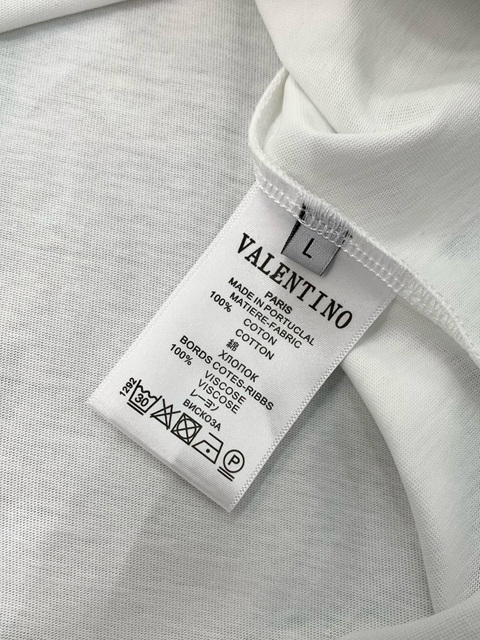 L
VALENTINO
PARIS
MADE IN PORTUCLAL
MATIERE-FABRIC
100% COTON
COTTON
綿
ХЛОПОК
BORDS COTES-RIBBS
100% VISCOSE
VISCOSE
レーヨン
ВИСКОЗА
1292
30 P